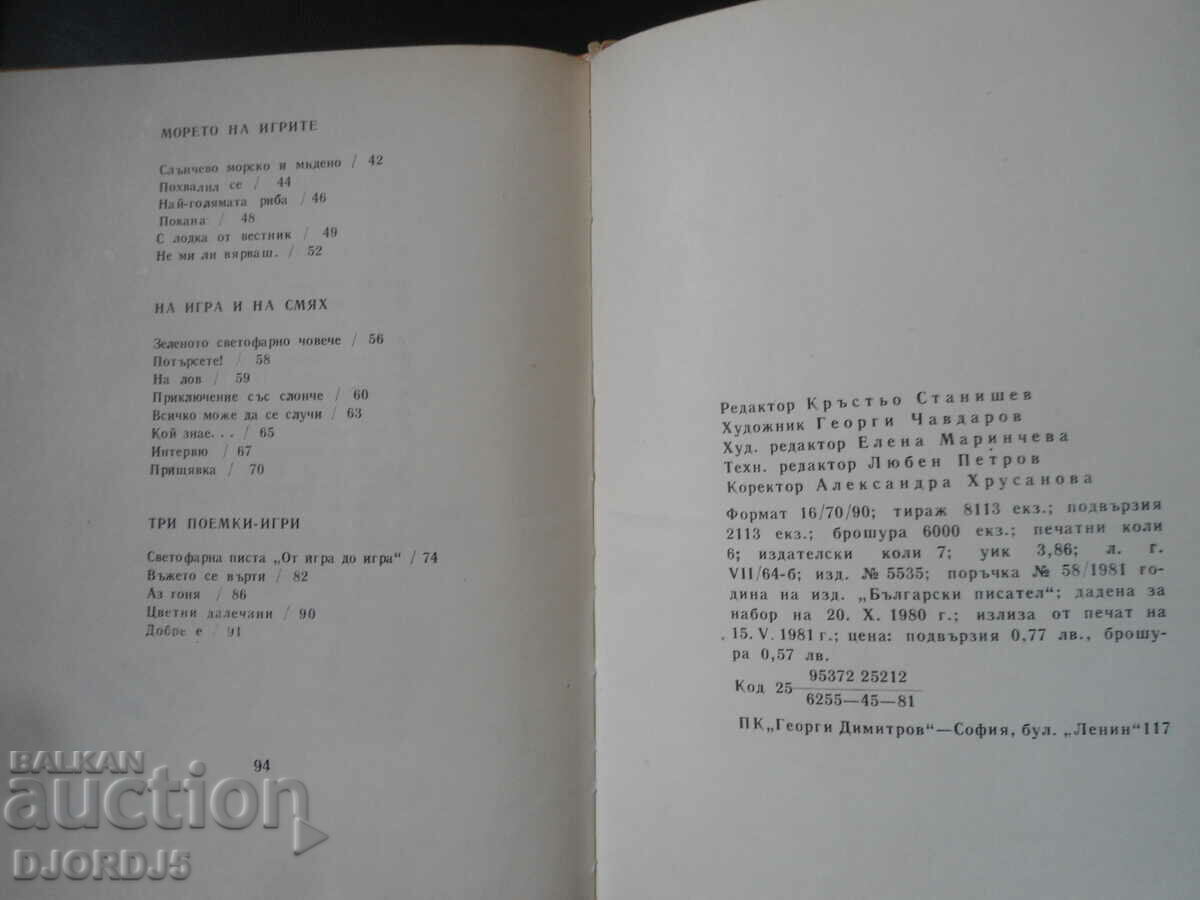 МОРЕТО НА ИГРИТЕ
Слънчево морско и мидено / 42
Похвалил се / 44
Най-голямата риба / 46
Покана / 48
С лодка от вестник / 49
Не ми ли вярваш. / 52
НА ИГРА И НА СМЯХ
Зеленото светофарно човече / 56
Потърсете! / 58
На лов / 59
Приключение със слонче / 60
Всичко може да се случи / 63
Кой знае... / 65
Интервю / 67
Прищявка / 70
ТРИ ПОЕМКИ-ИГРИ
Светофарна писта „От игра до игра“ / 74
Въжето се върти / 82
Аз гоня / 86
Цветни далечани / 90
Добре е / 91
94
Редактор Кръстьо Станишев
Художник Георги Чавдаров
Худ. редактор Елена Маринчева
Техн. редактор Любен Петров
Коректор Александра Хрусанова
Формат 16/70/90; тираж 8113 екз.; подвързия
2113 екз.; брошура 6000 екз.; печатни коли
6; издателски коли 7; уик 3,86; л. г.
VII/64-б; изд. № 5535; поръчка № 58/1981 го-
дина на изд. „Български писател“; дадена за
набор на 20. X. 1980 г.; излиза от печат на
15. V. 1981 г.; цена: подвързия 0,77 лв., брошу-
ра 0,57 лв.
95372 25212
Код 25
6255—45—81
ПК„Георги Димитров“—София, бул. „Ленин“ 117
BALKAN
auction
DJORDJ5